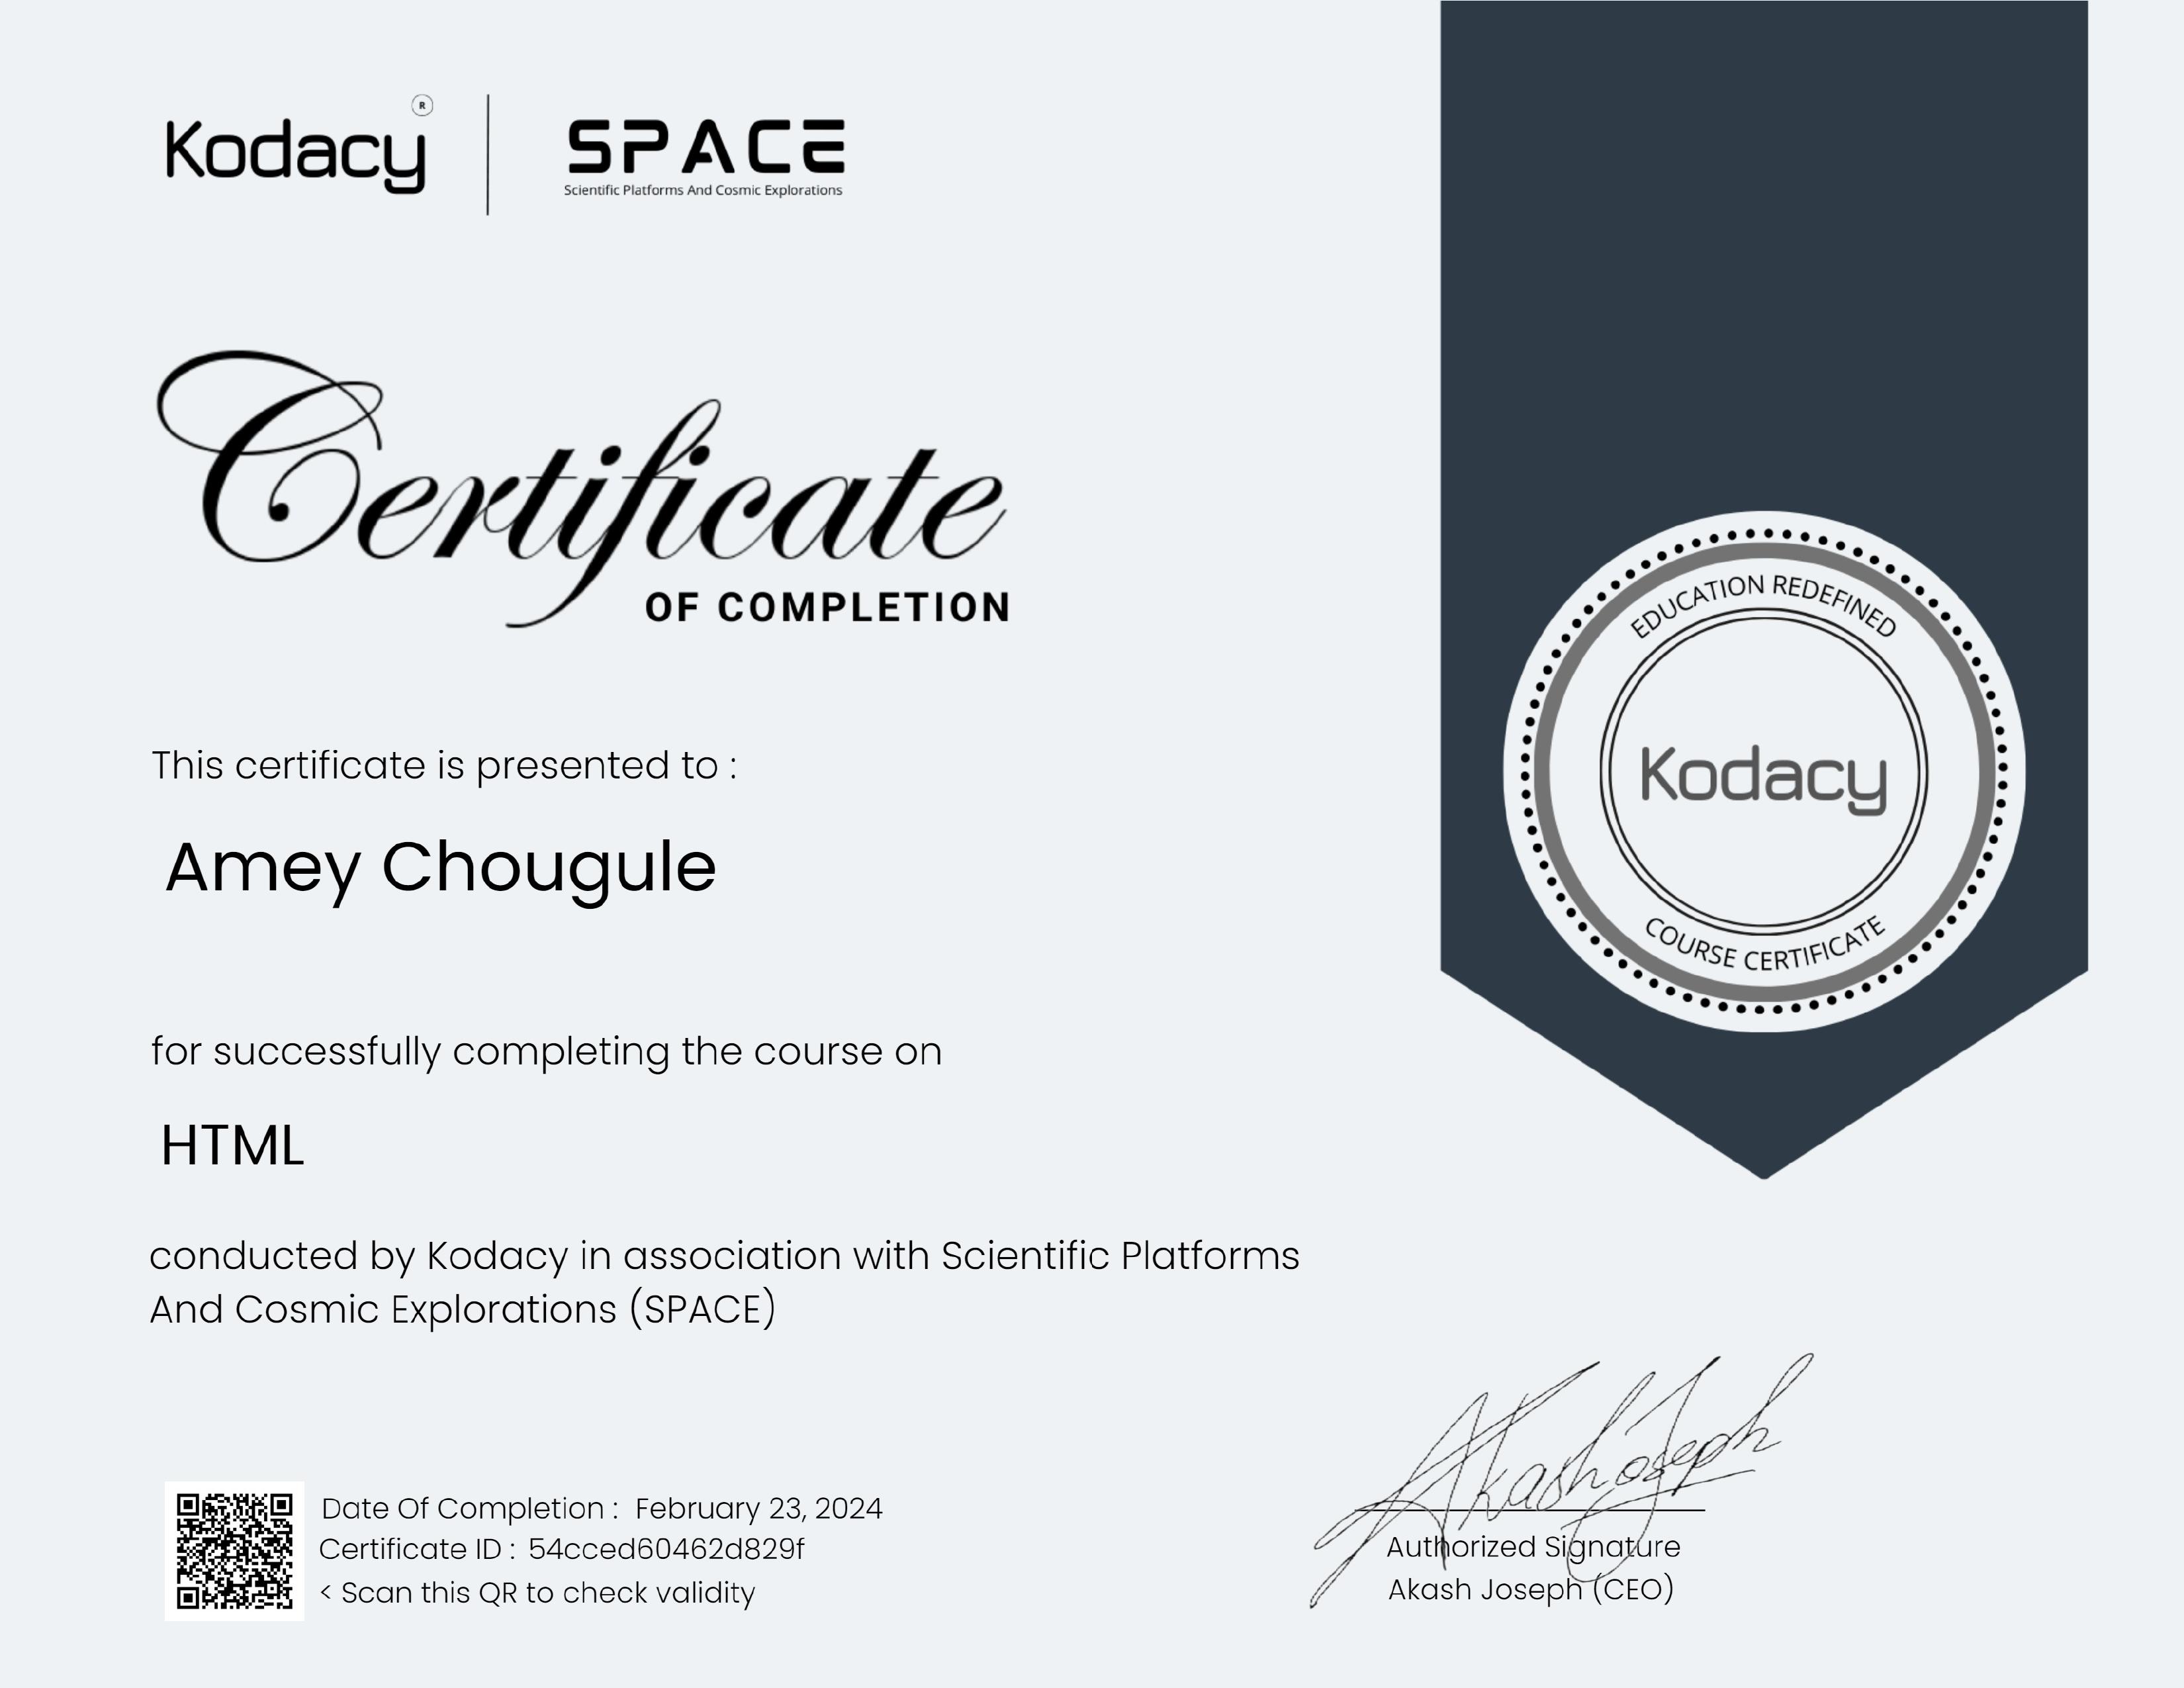 Kodacy ®
SPACE
Scientific Platforms And Cosmic Explorations
Certificate
OF COMPLETION
This certificate is presented to :
Amey Chougule
for successfully completing the course on
HTML
conducted by Kodacy in association with Scientific Platforms
And Cosmic Explorations (SPACE)
EDUCATION REDEFINED
Kodacy
COURSE CERTIFICATE
Date Of Completion : February 23, 2024
Certificate ID : 54cced60462d829f
< Scan this QR to check validity
Akash Joseph
Authorized Signature
Akash Joseph (CEO)